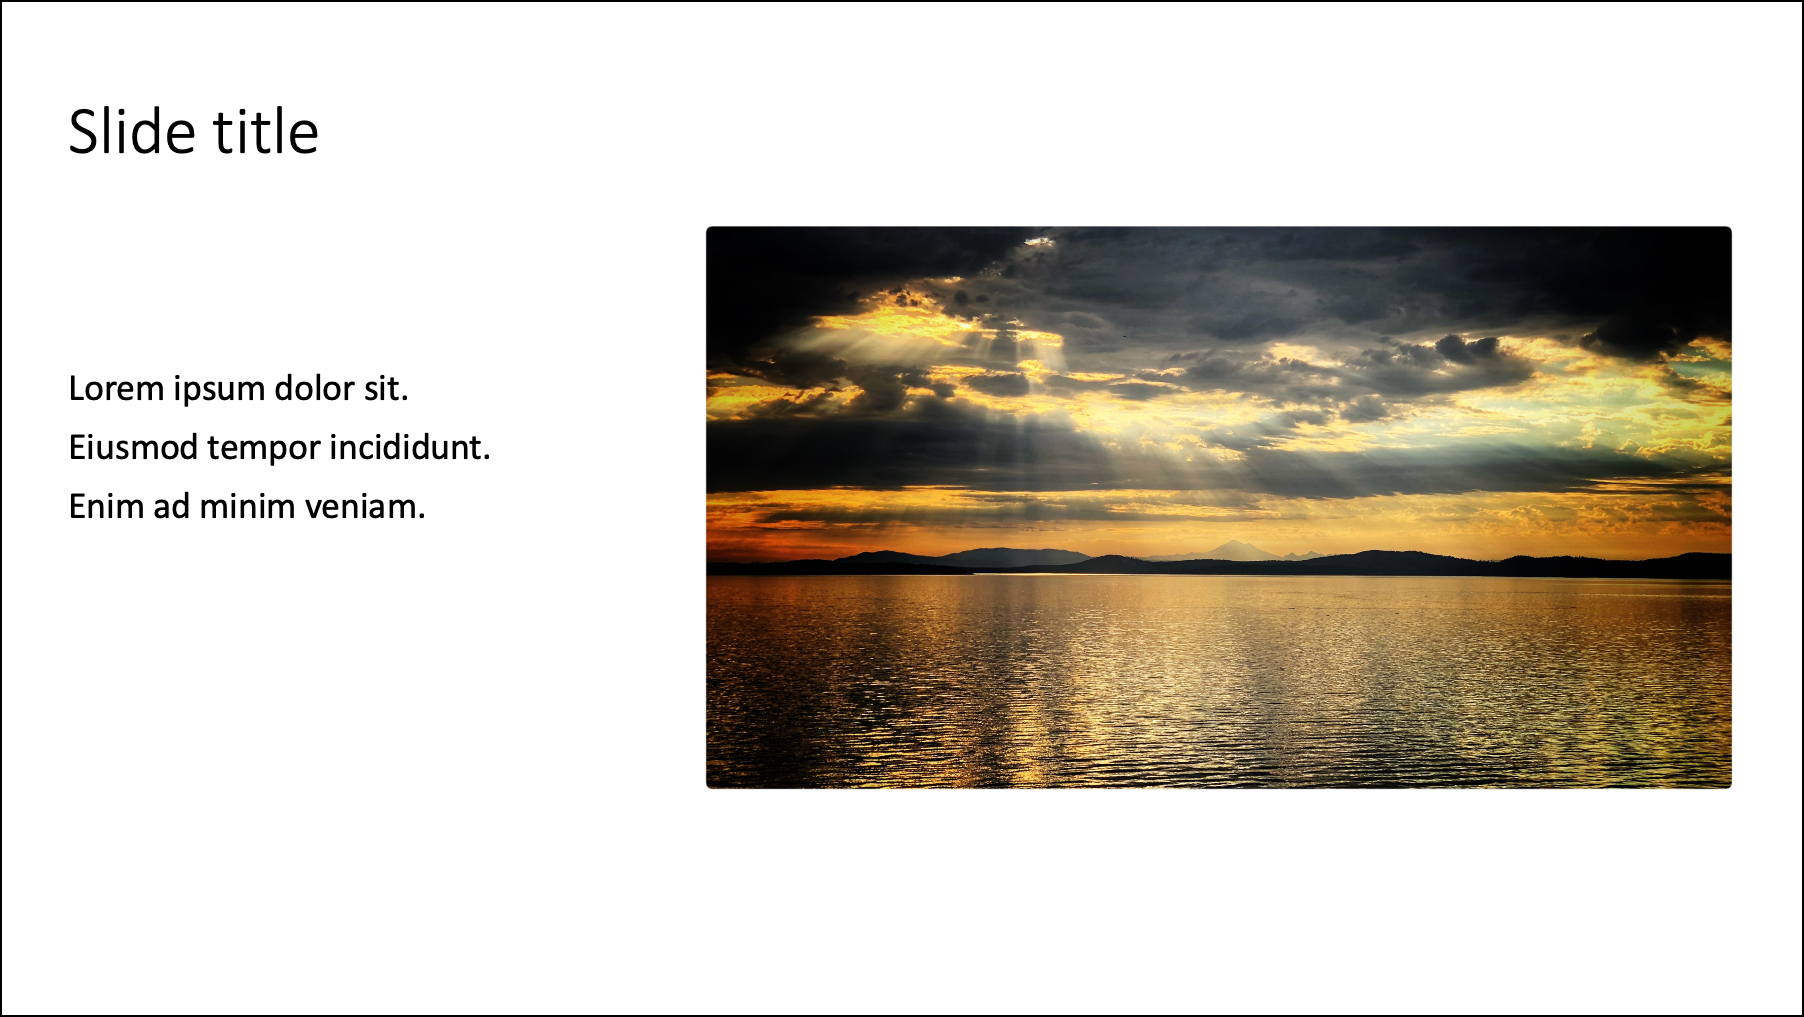 Slide title
Lorem ipsum dolor sit.
Eiusmod tempor incididunt.
Enim ad minim veniam.